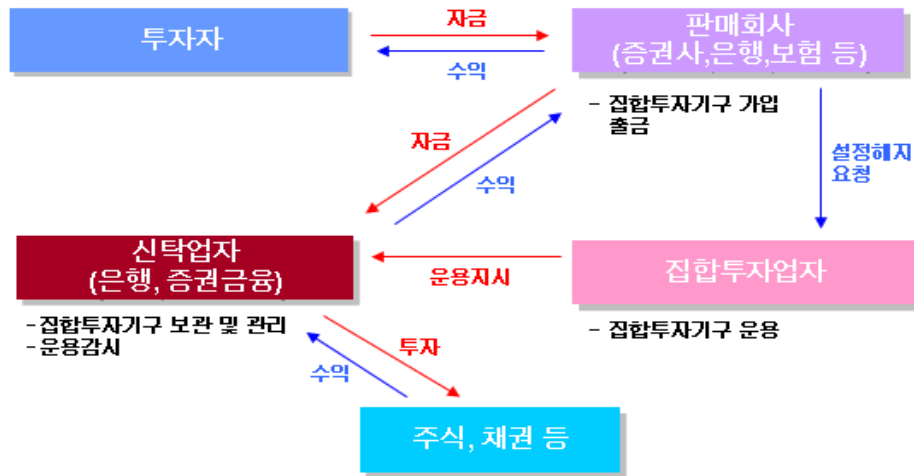 투자자
자금
수익
판매회사
(증권사,은행,보험 등)
- 집합투자기구 가입
출금
자금
수익
설정해지
요청
신탁업자
(은행, 증권금융)
운용지시
집합투자업자
-집합투자기구 보관 및 관리
-운용감시
- 집합투자기구 운용
투자
수익
주식, 채권 등